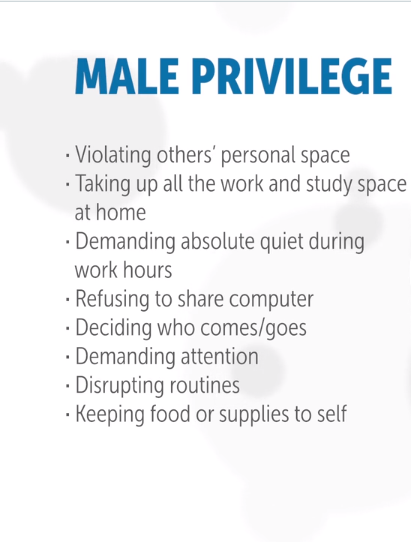 MALE PRIVILEGE
· Violating others’ personal space
· Taking up all the work and study space
at home
· Demanding absolute quiet during
work hours
· Refusing to share computer
· Deciding who comes/goes
· Demanding attention
· Disrupting routines
· Keeping food or supplies to self